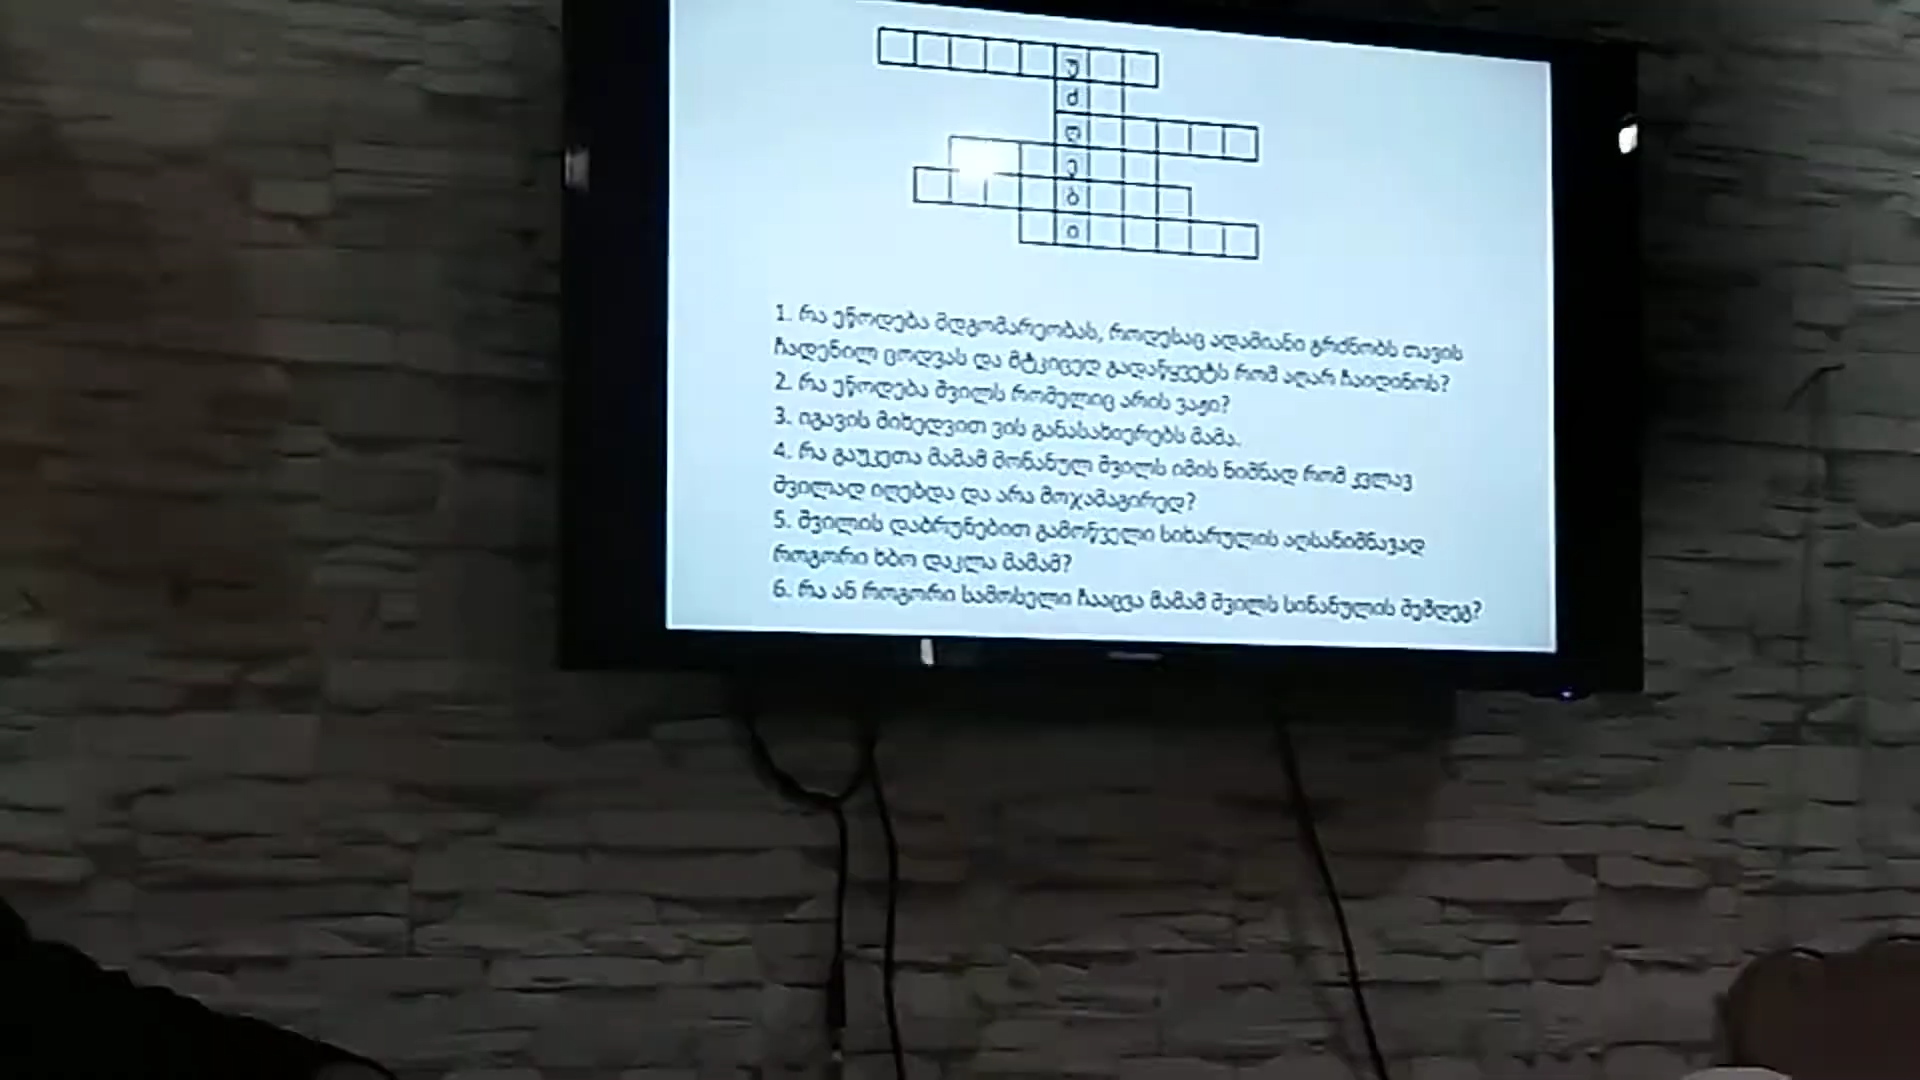 უ
ძ
ღ
ე
ბ
ი
1. რა ეწოდება მდგომარეობას, როდესაც ადამიანი გრძნობს თავის
ჩადენილ ცოდვას და მტკიცედ გადაწყვეტს რომ აღარ ჩაიდინოს?
2. რა ეწოდება შვილს რომელიც არის ვაჟი?
3. იგავის მიხედვით ვის განასახიერებს მამა.
4. რა გაუკეთა მამამ მონანულ შვილს იმის ნიშნად რომ კვლავ
შვილად იღებდა და არა მოჯამაგირედ?
5. შვილის დაბრუნებით გამოწველი სიხარულის აღსანიშნავად
როგორი ხბო დაკლა მამამ?
6. რა ან როგორი სამოსელი ჩააცვა მამამ შვილს სინანულის შემდეგ?